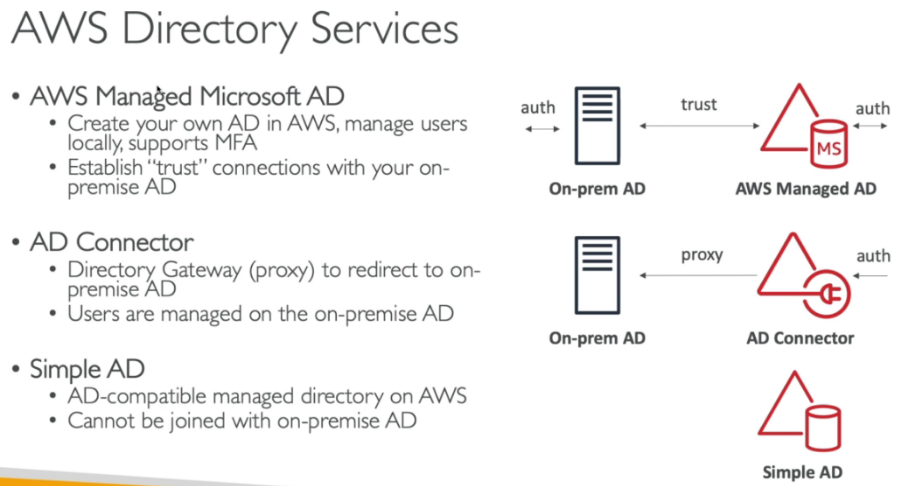 AWS Directory Services
• AWS Managed Microsoft AD
• Create your own AD in AWS, manage users
locally, supports MFA
• Establish “trust” connections with your on-
premise AD
• AD Connector
• Directory Gateway (proxy) to redirect to on-
premise AD
• Users are managed on the on-premise AD
• Simple AD
• AD-compatible managed directory on AWS
• Cannot be joined with on-premise AD
auth
trust
auth
MS
On-prem AD
AWS Managed AD
proxy
auth
On-prem AD
AD Connector
Simple AD